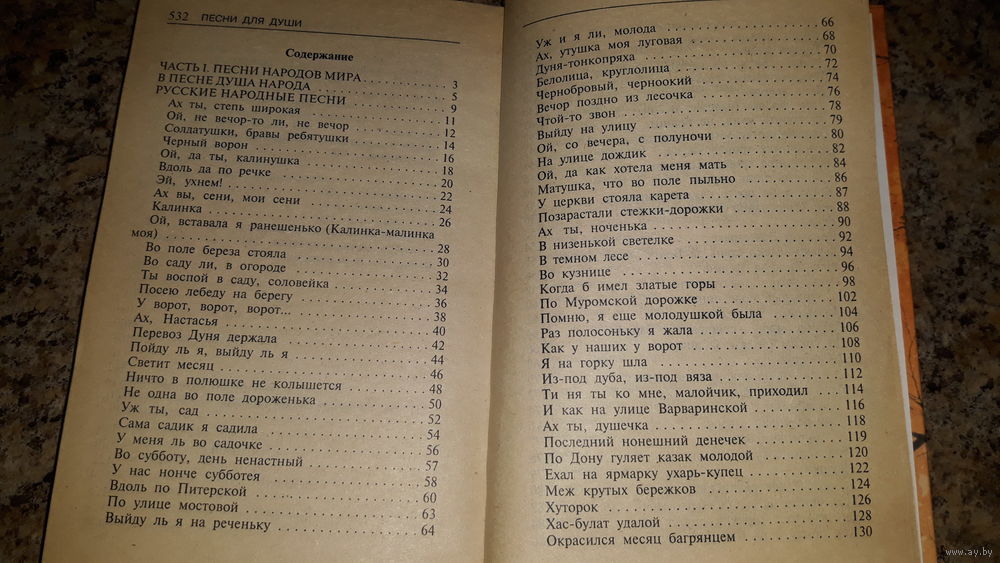 532 ПЕСНИ ДЛЯ ДУШИ
Содержание
ЧАСТЬ I. ПЕСНИ НАРОДОВ МИРА . . . . . . . . . . 3
В ПЕСНЕ ДУША НАРОДА . . . . . . . . . . 5
РУССКИЕ НАРОДНЫЕ ПЕСНИ . . . . . . . . . . 9
Ах ты, степь широкая . . . . . . . . . . 11
Ой, не вечор-то ли, не вечор . . . . . . . . . . 12
Солдатушки, бравы ребятушки . . . . . . . . . . 14
Черный ворон . . . . . . . . . . 16
Ой, да ты, калинушка . . . . . . . . . . 18
Вдоль да по речке . . . . . . . . . . 20
Эй, ухнем! . . . . . . . . . . 22
Ах вы, сени, мои сени . . . . . . . . . . 24
Калинка . . . . . . . . . . 26
Ой, вставала я ранешенько (Калинка-малинка
моя) . . . . . . . . . . 28
Во поле береза стояла . . . . . . . . . . 30
Во саду ли, в огороде . . . . . . . . . . 32
Ты воспой в саду, соловейка . . . . . . . . . . 34
Посею лебеду на берегу . . . . . . . . . . 36
У ворот, ворот, ворот... . . . . . . . . . . 38
Ах, Настасья . . . . . . . . . . 40
Перевоз Дуня держала . . . . . . . . . . 42
Пойду ль я, выйду ль я . . . . . . . . . . 44
Светит месяц . . . . . . . . . . 46
Ничто в полюшке не колышется . . . . . . . . . . 48
Не одна во поле дороженька . . . . . . . . . . 50
Уж ты, сад . . . . . . . . . . 52
Сама садик я садила . . . . . . . . . . 54
У меня ль во садочке . . . . . . . . . . 56
Во субботу, день ненастный . . . . . . . . . . 57
У нас нонче субботея . . . . . . . . . . 58
Вдоль по Питерской . . . . . . . . . . 60
По улице мостовой . . . . . . . . . . 63
Выйду ль я на реченьку . . . . . . . . . . 64
Уж и я ли, молода . . . . . . . . . . 66
Ах, утушка моя луговая . . . . . . . . . . 68
Дуня-тонкопряха . . . . . . . . . . 70
Белолица, круглолица . . . . . . . . . . 72
Чернобровый, черноокий . . . . . . . . . . 74
Вечор поздно из лесочка . . . . . . . . . . 76
Чтой-то звон . . . . . . . . . . 78
Выйду на улицу . . . . . . . . . . 79
Ой, со вечера, с полуночи . . . . . . . . . . 80
На улице дождик . . . . . . . . . . 82
Ой, да как хотела меня мать . . . . . . . . . . 84
Матушка, что во поле пыльно . . . . . . . . . . 86
У церкви стояла карета . . . . . . . . . . 87
Позарастали стежки-дорожки . . . . . . . . . . 88
Ах ты, ноченька . . . . . . . . . . 90
В низенькой светелке . . . . . . . . . . 92
В темном лесе . . . . . . . . . . 94
Во кузнице . . . . . . . . . . 96
Когда б имел златые горы . . . . . . . . . . 98
По Муромской дорожке . . . . . . . . . . 102
Помню, я еще молодушкой была . . . . . . . . . . 104
Раз полосоньку я жала . . . . . . . . . . 106
Как у наших у ворот . . . . . . . . . . 108
Я на горку шла . . . . . . . . . . 110
Из-под дуба, из-под вяза . . . . . . . . . . 112
Ти ня ты ко мне, малойчик, приходил . . . . 114
И как на улице Варваринской . . . . . . . . . . 116
Ах ты, душечка . . . . . . . . . . 118
Последний нонешний денечек . . . . . . . . . . 119
По Дону гуляет казак молодой . . . . . . . . . . 120
Ехал на ярмарку ухарь-купец . . . . . . . . . . 122
Меж крутых бережков . . . . . . . . . . 124
Хуторок . . . . . . . . . . 126
Хас-булат удалой . . . . . . . . . . 128
Окрасился месяц багрянцем . . . . . . . . . . 130
www.ay.by